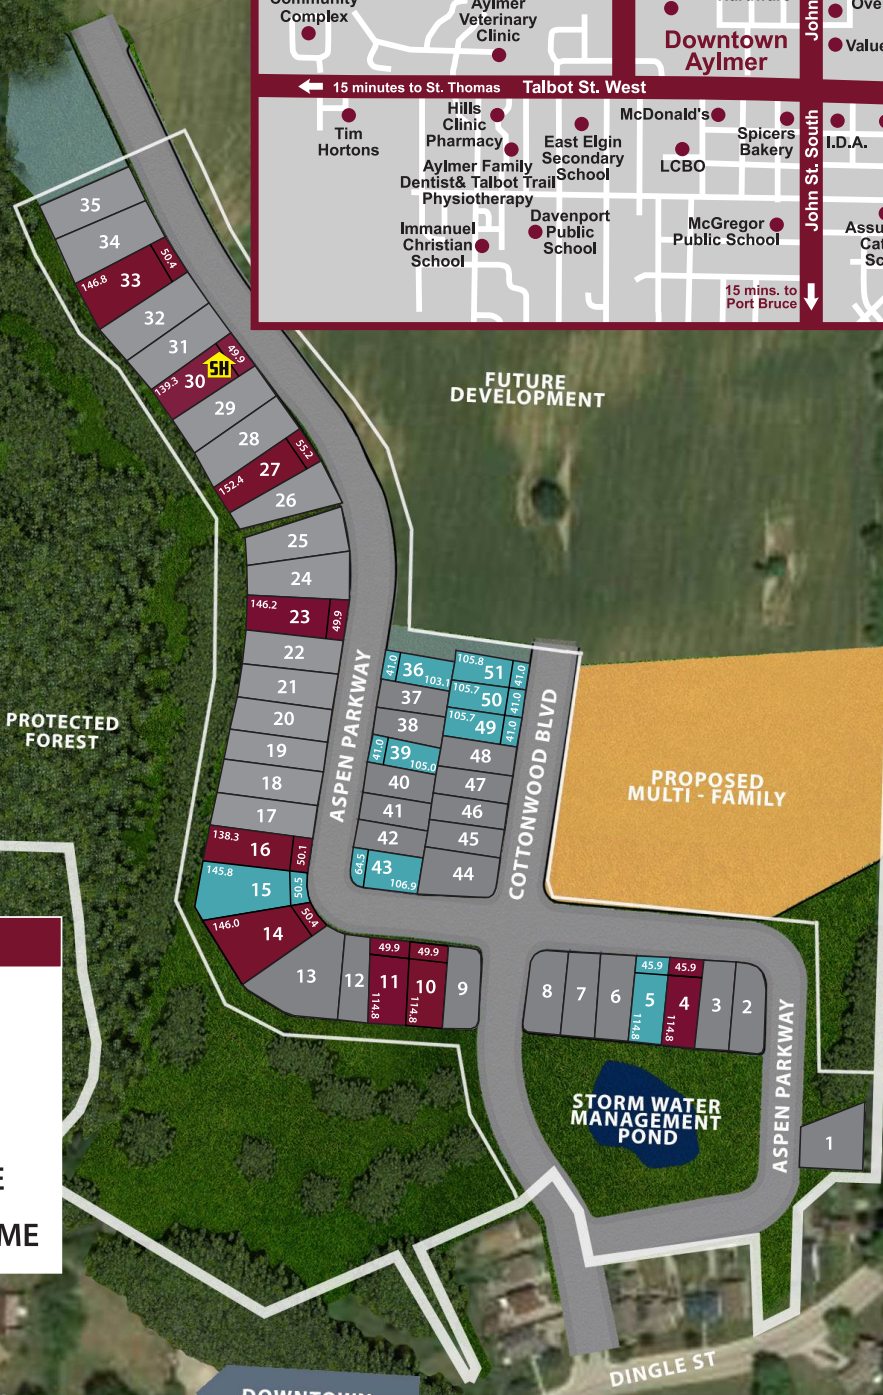 Community
Complex
Aylmer
Veterinary
Clinic
Downtown
Aylmer
John
Value
15 minutes to St. Thomas
Talbot St. West
Tim
Hortons
Hills
Clinic
Pharmacy
Aylmer Family
Dentist& Talbot Trail
Physiotherapy
East Elgin
Secondary
School
McDonald's
LCBO
Spicers
Bakery
John St. South
I.D.A.
Immanuel
Christian
School
Davenport
Public
School
McGregor
Public School
15 mins. to
Port Bruce
35
34
146.8
33
50.4
32
31
139.3
30
SH
49.9
29
28
152.4
27
55.2
26
25
24
146.2
23
49.9
22
21
20
19
18
17
138.3
16
50.1
145.8
15
50.5
146.0
14
50.4
13
12
49.9
11
114.8
49.9
10
114.8
9
FUTURE
DEVELOPMENT
PROTECTED
FOREST
ASPEN PARKWAY
41.0
36
103.1
37
38
41.0
39
105.0
40
41
42
64.5
43
106.9
105.8
51
41.0
105.7
50
41.0
105.7
49
41.0
48
47
46
45
44
COTTONWOOD BLVD
PROPOSED
MULTI - FAMILY
8
7
6
45.9
5
114.8
45.9
4
114.8
3
2
ASPEN PARKWAY
1
STORM WATER
MANAGEMENT
POND
E
ME
DINGLE ST
DOWNTOWN